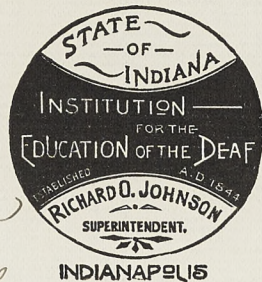 STATE
OF
INDIANA
INSTITUTION
FOR THE
EDUCATION OF THE DEAF
ESTABLISHED A.D. 1844
RICHARD O. JOHNSON
SUPERINTENDENT.
INDIANAPOLIS